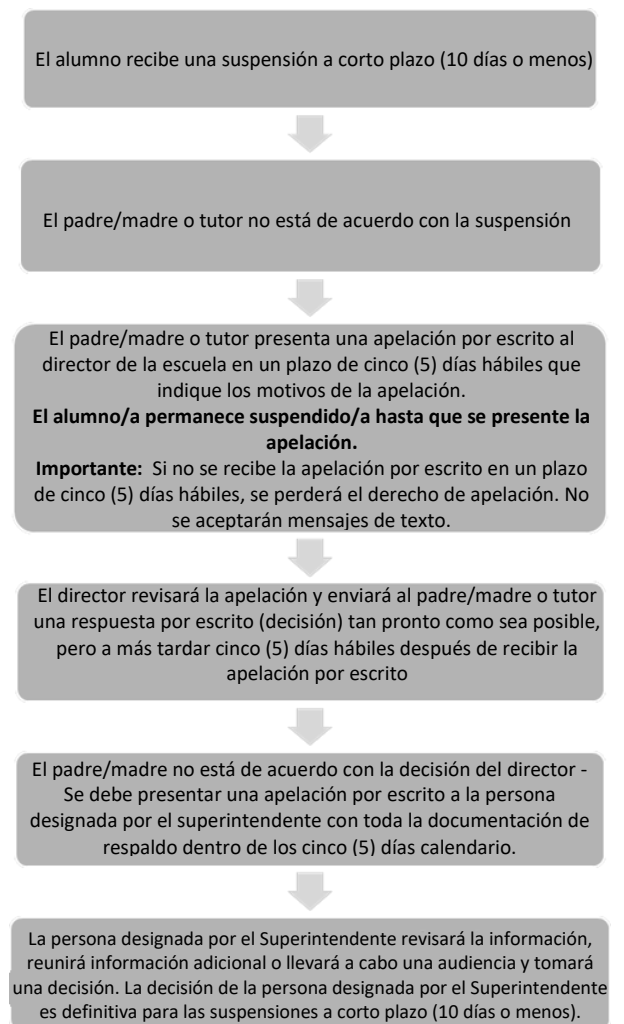 El alumno recibe una suspensión a corto plazo (10 días o menos)
El padre/madre o tutor no está de acuerdo con la suspensión
El padre/madre o tutor presenta una apelación por escrito al
director de la escuela en un plazo de cinco (5) días hábiles que
indique los motivos de la apelación.
El alumno/a permanece suspendido/a hasta que se presente la
apelación.
Importante: Si no se recibe la apelación por escrito en un plazo
de cinco (5) días hábiles, se perderá el derecho de apelación. No
se aceptarán mensajes de texto.
El director revisará la apelación y enviará al padre/madre o tutor
una respuesta por escrito (decisión) tan pronto como sea posible,
pero a más tardar cinco (5) días hábiles después de recibir la
apelación por escrito
El padre/madre no está de acuerdo con la decisión del director -
Se debe presentar una apelación por escrito a la persona
designada por el superintendente con toda la documentación de
respaldo dentro de los cinco (5) días calendario.
La persona designada por el Superintendente revisará la información,
reunirá información adicional o llevará a cabo una audiencia y tomará
una decisión. La decisión de la persona designada por el Superintendente
es definitiva para las suspensiones a corto plazo (10 días o menos).